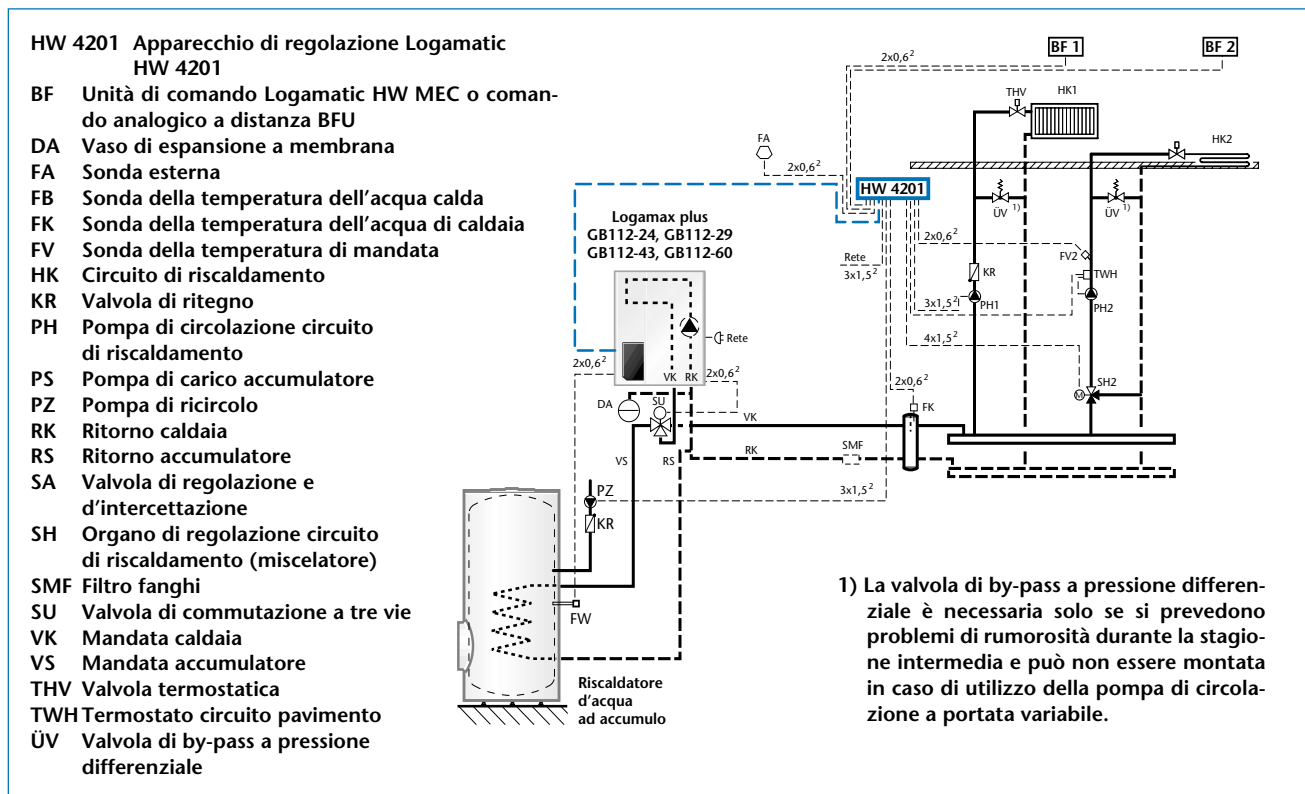 HW 4201 Apparecchio di regolazione Logamatic
HW 4201
BF Unità di comando Logamatic HW MEC o coman-
do analogico a distanza BFU
DA Vaso di espansione a membrana
FA Sonda esterna
FB Sonda della temperatura dell'acqua calda
FK Sonda della temperatura dell'acqua di caldaia
FV Sonda della temperatura di mandata
HK Circuito di riscaldamento
KR Valvola di ritegno
PH Pompa di circolazione circuito
di riscaldamento
PS Pompa di carico accumulatore
PZ Pompa di ricircolo
RK Ritorno caldaia
RS Ritorno accumulatore
SA Valvola di regolazione e
d'intercettazione
SH Organo di regolazione circuito
di riscaldamento (miscelatore)
SMF Filtro fanghi
SU Valvola di commutazione a tre vie
VK Mandata caldaia
VS Mandata accumulatore
THV Valvola termostatica
TWH Termostato circuito pavimento
ÜV Valvola di by-pass a pressione
differenziale
BF 1
BF 2
2x0,6²
THV
HK1
HK2
FA
2x0,6²
HW 4201
ÜV 1)
ÜV 1)
Logamax plus
GB112-24, GB112-29
GB112-43, GB112-60
2x0,6²
FV2
Rete
3x1,5²
KR
TWH
3x1,5²
PH1
PH2
Rete
4x1,5²
2x0,6²
VK RK
2x0,6²
2x0,6²
SH2
M
DA
SU
FK
VK
VS
RS
RK
SMF
PZ
3x1,5²
KR
FW
Riscaldatore
d'acqua
ad accumulo
1) La valvola di by-pass a pressione differen-
ziale è necessaria solo se si prevedono
problemi di rumorosità durante la stagio-
ne intermedia e può non essere montata
in caso di utilizzo della pompa di circola-
zione a portata variabile.